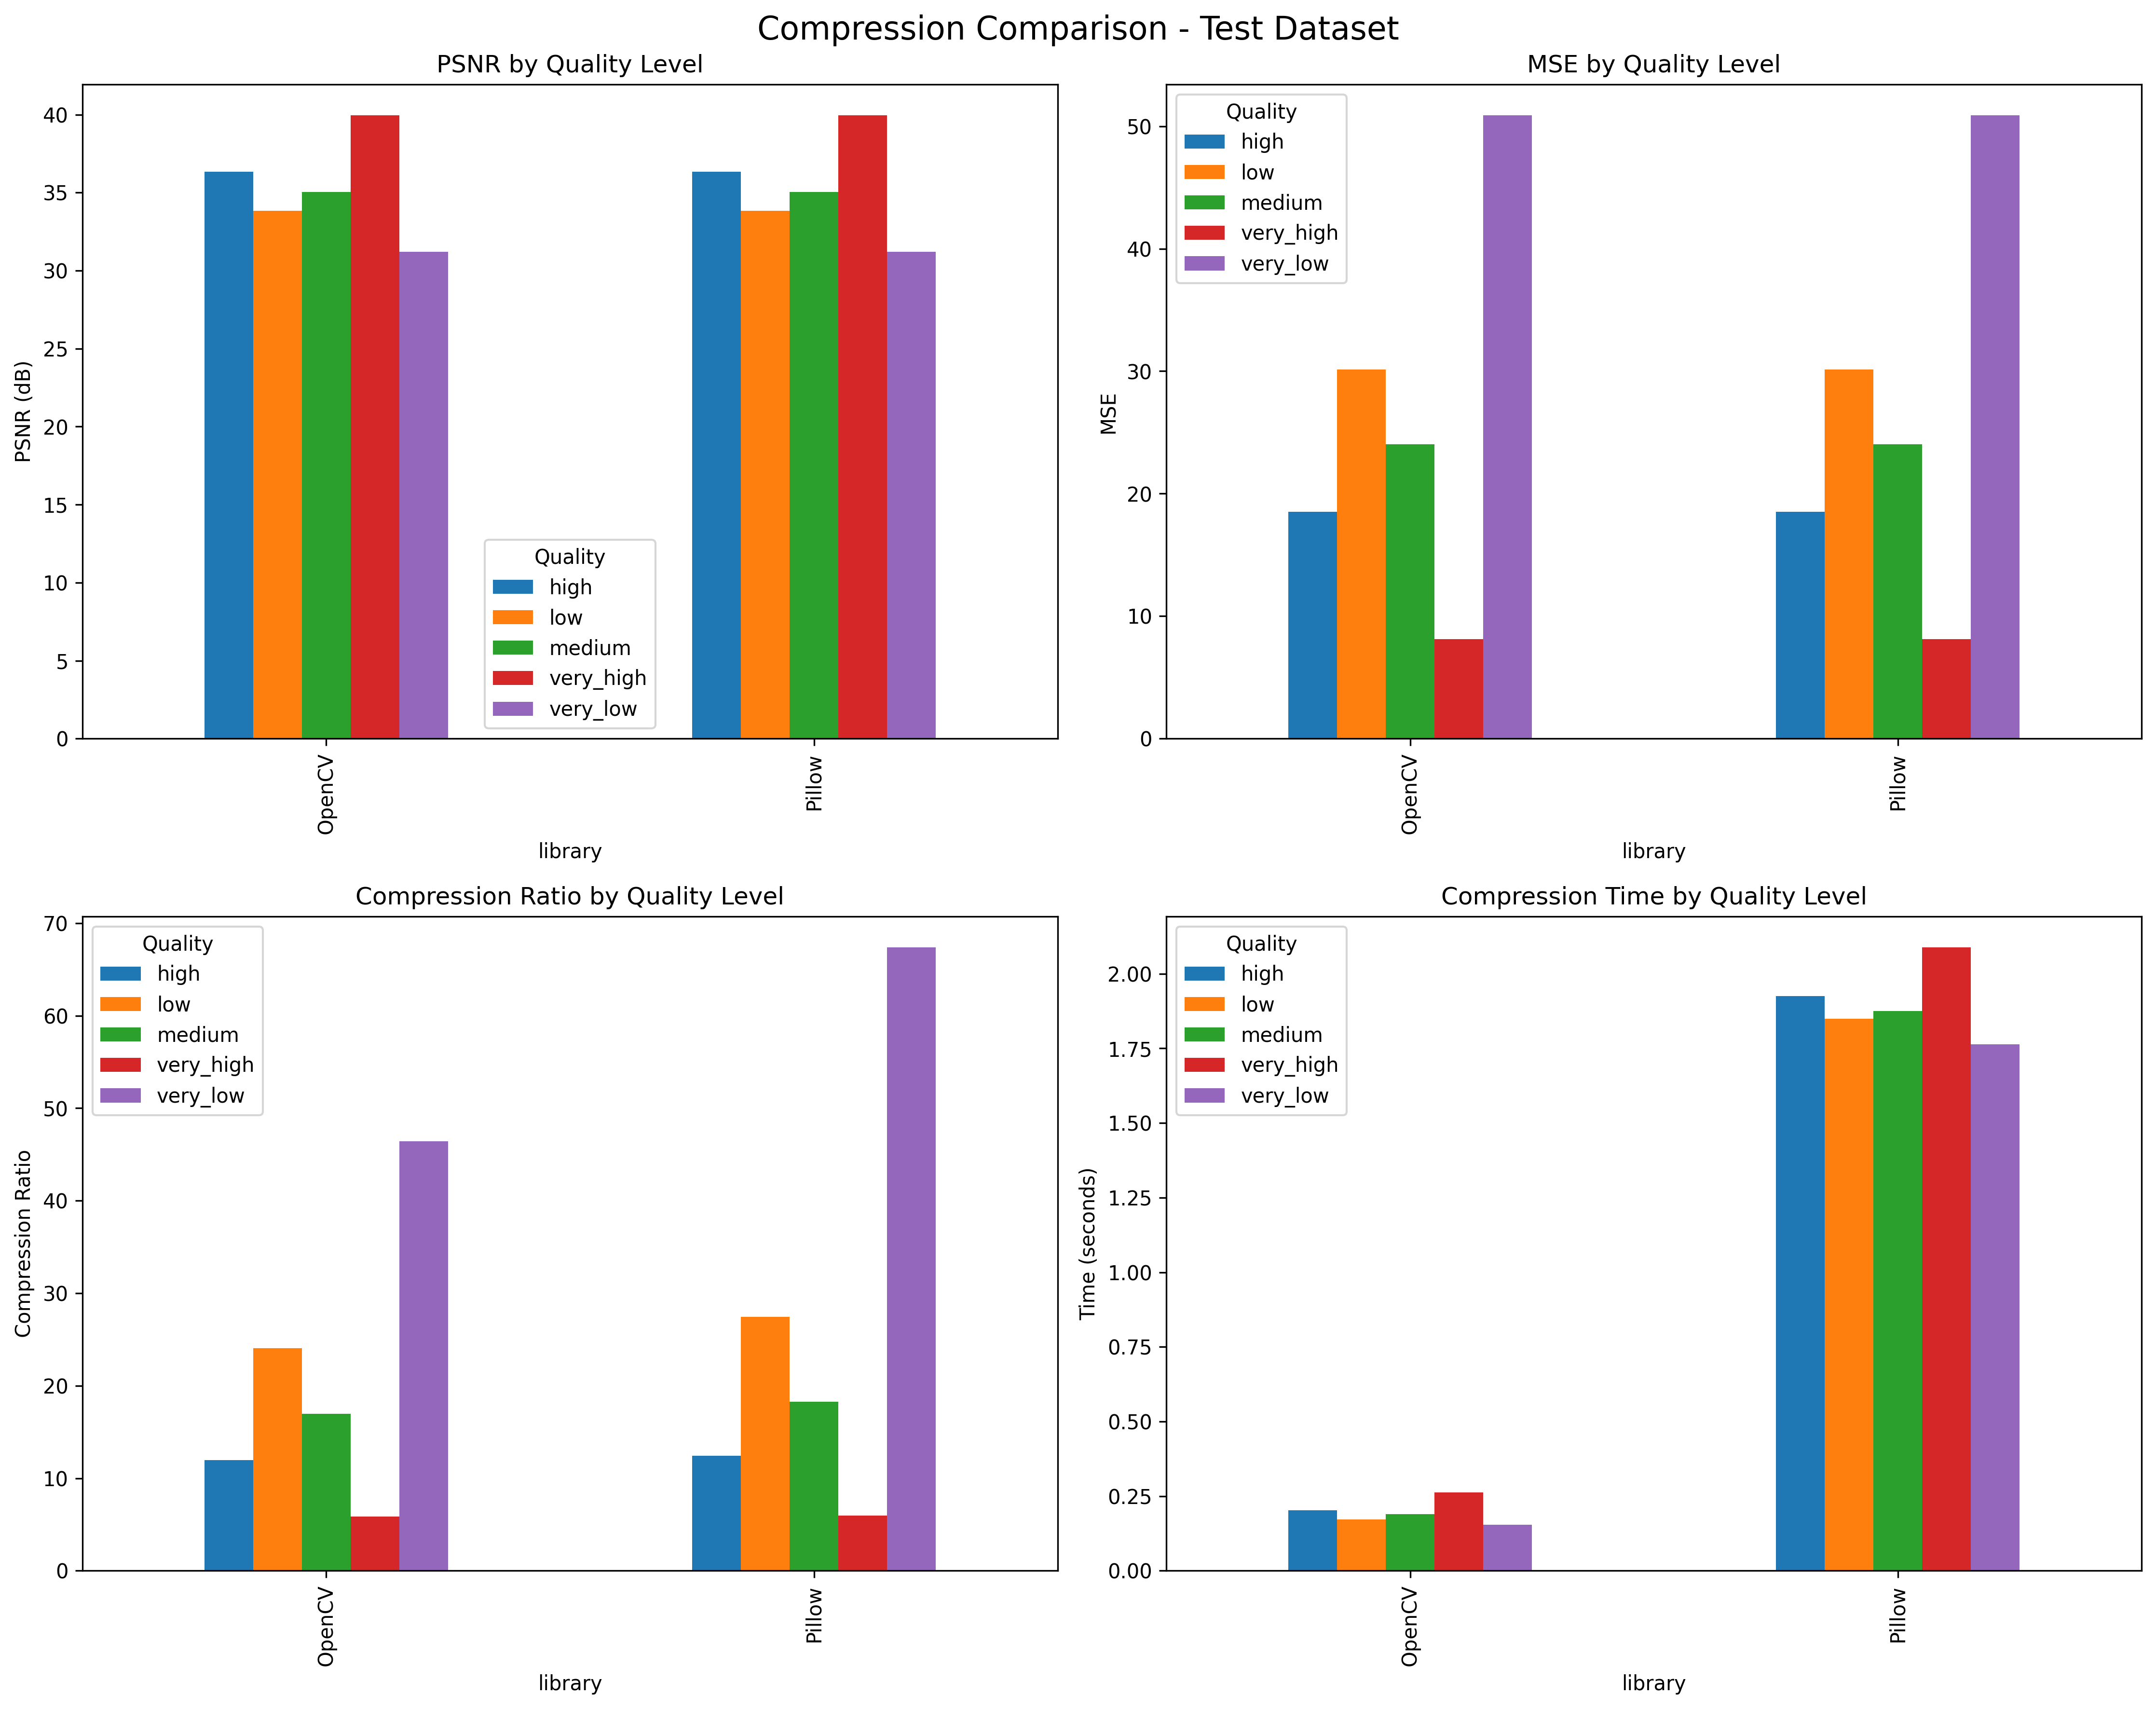 Compression Comparison - Test Dataset
PSNR by Quality Level
40
35
30
25
20
15
10
5
0
PSNR (dB)
Quality
high
low
medium
very_high
very_low
OpenCV
Pillow
library
MSE by Quality Level
50
40
30
20
10
0
MSE
Quality
high
low
medium
very_high
very_low
OpenCV
Pillow
library
Compression Ratio by Quality Level
70
60
50
40
30
20
10
0
Compression Ratio
Quality
high
low
medium
very_high
very_low
OpenCV
Pillow
library
Compression Time by Quality Level
2.00
1.75
1.50
1.25
1.00
0.75
0.50
0.25
0.00
Time (seconds)
Quality
high
low
medium
very_high
very_low
OpenCV
Pillow
library